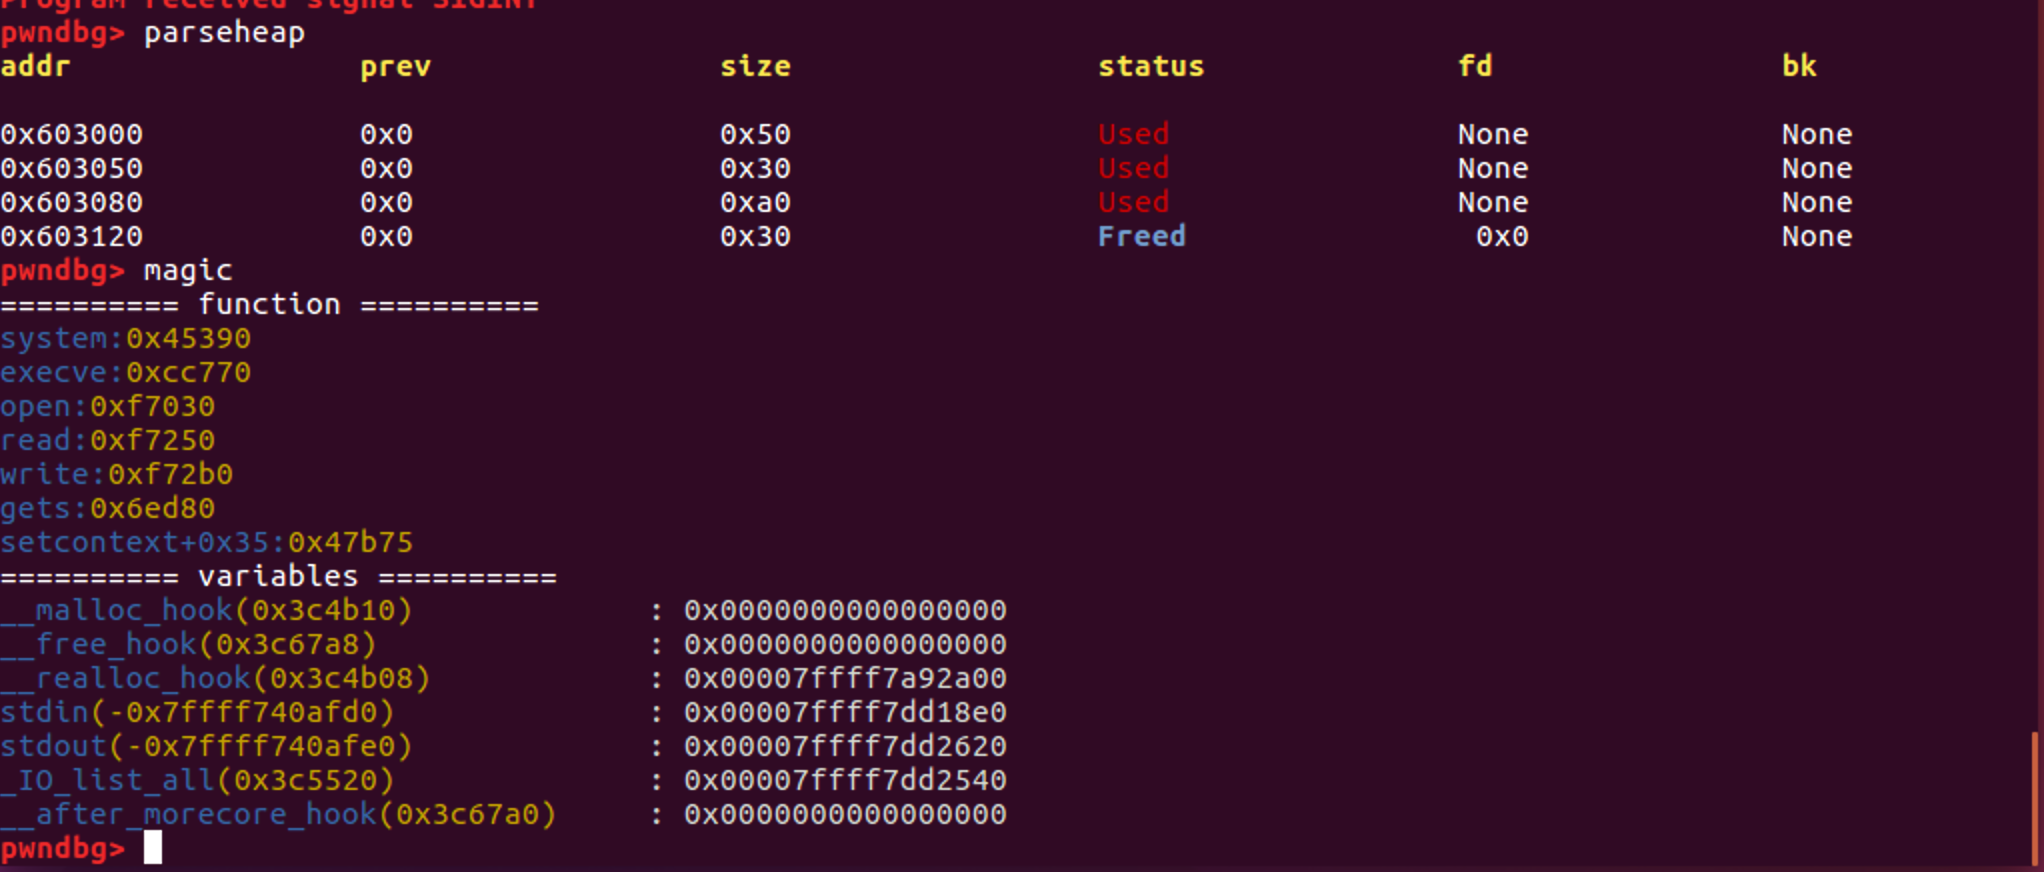 Program received signal SIGINT
pwndbg> parseheap
addr prev size status fd bk
0x603000 0x0 0x50 Used None None
0x603050 0x0 0x30 Used None None
0x603080 0x0 0xa0 Used None None
0x603120 0x0 0x30 Freed 0x0 None
pwndbg> magic
========== function ==========
system:0x45390
execve:0xcc770
open:0xf7030
read:0xf7250
write:0xf72b0
gets:0x6ed80
setcontext+0x35:0x47b75
========== variables ==========
__malloc_hook(0x3c4b10) : 0x0000000000000000
__free_hook(0x3c67a8) : 0x0000000000000000
__realloc_hook(0x3c4b08) : 0x00007ffff7a92a00
stdin(-0x7ffff740afd0) : 0x00007ffff7dd18e0
stdout(-0x7ffff740afe0) : 0x00007ffff7dd2620
_IO_list_all(0x3c5520) : 0x00007ffff7dd2540
__after_morecore_hook(0x3c67a0) : 0x0000000000000000
pwndbg>